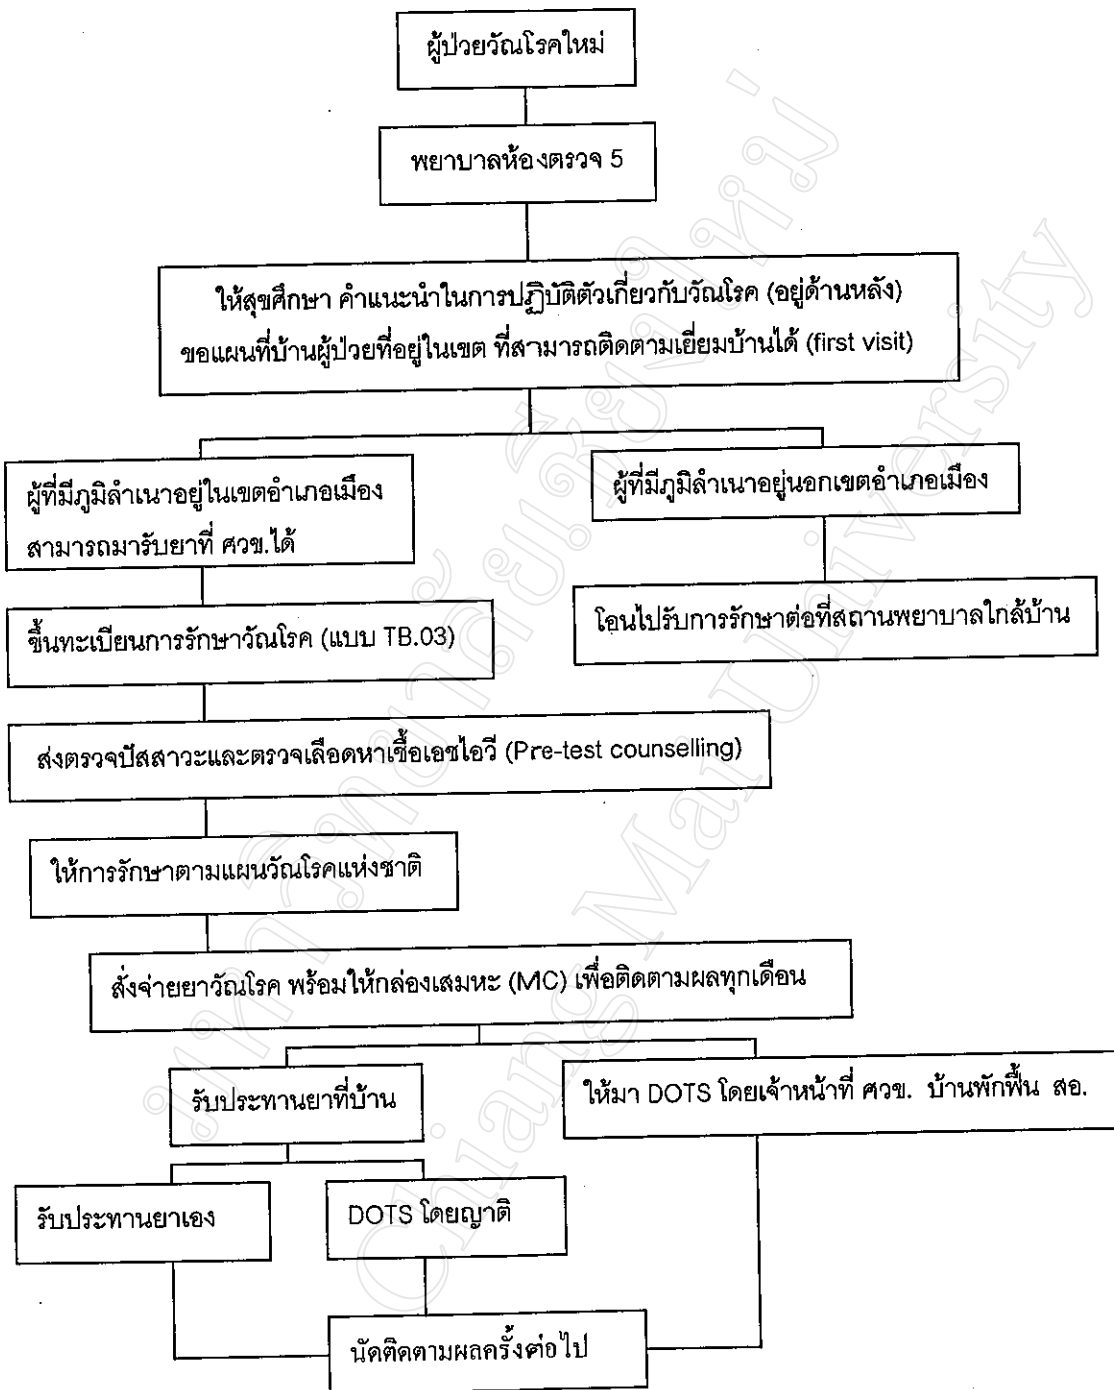 ผู้ป่วยวัณโรคใหม่
พยาบาลห้องตรวจ 5
ให้สุขศึกษา คำแนะนำในการปฏิบัติตัวเกี่ยวกับวัณโรค (อยู่ด้านหลัง)
ขอแผนที่บ้านผู้ป่วยที่อยู่ในเขต ที่สามารถติดตามเยี่ยมบ้านได้ (first visit)
ผู้ที่มีภูมิลำเนาอยู่ในเขตอำเภอเมือง
สามารถมารับยาที่ ศวข.ได้
ผู้ที่มีภูมิลำเนาอยู่นอกเขตอำเภอเมือง
ขึ้นทะเบียนการรักษาวัณโรค (แบบ TB.03)
โอนไปรับการรักษาต่อที่สถานพยาบาลใกล้บ้าน
ส่งตรวจปัสสาวะและตรวจเลือดหาเชื้อเอชไอวี (Pre-test counselling)
ให้การรักษาตามแผนวัณโรคแห่งชาติ
สั่งจ่ายยาวัณโรค พร้อมให้กล่องเสมหะ (MC) เพื่อติดตามผลทุกเดือน
รับประทานยาที่บ้าน
ให้มา DOTS โดยเจ้าหน้าที่ ศวข. บ้านพักฟื้น สอ.
รับประทานยาเอง
DOTS โดยญาติ
นัดติดตามผลครั้งต่อไป
มหาวิทยาลัยเชียงใหม่
Chiang Mai University